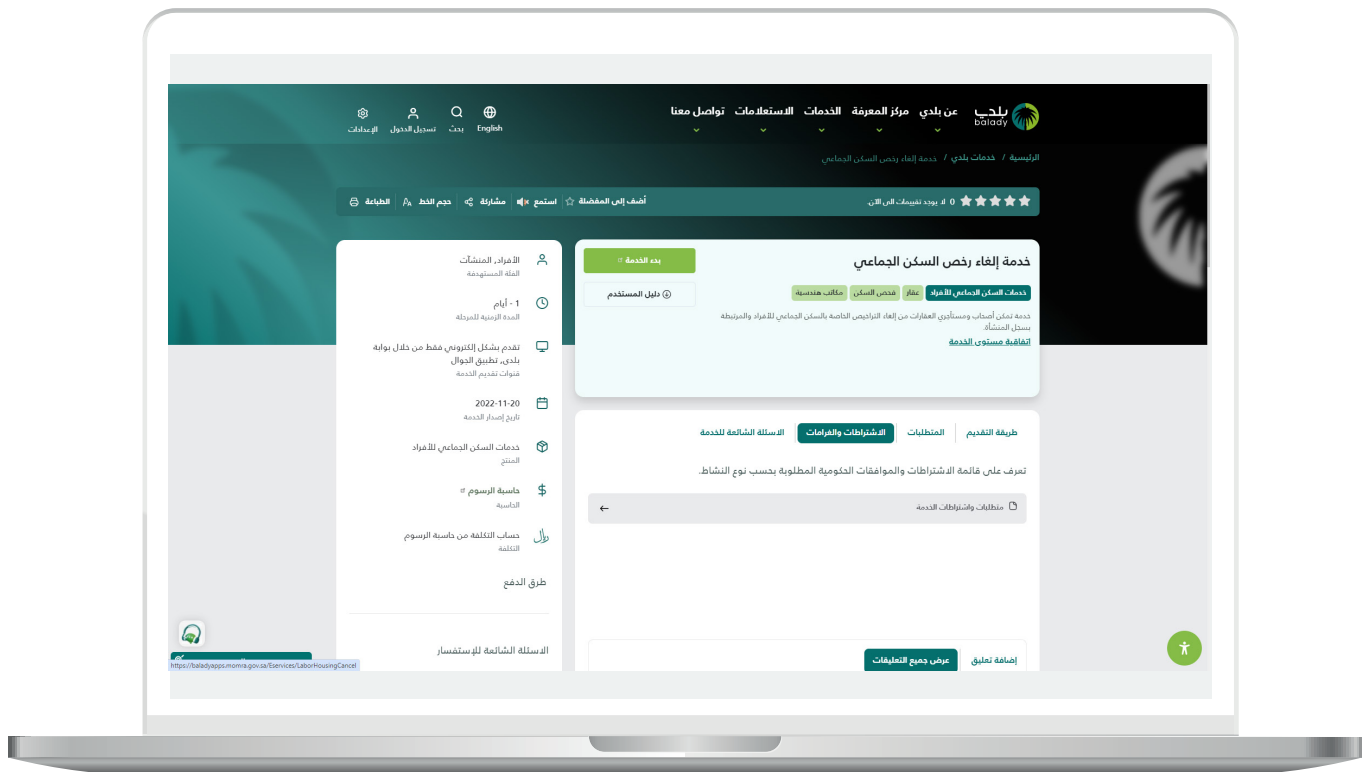 بلدي
balady
عن بلدي
مركز المعرفة
الخدمات
الاستعلامات
تواصل معنا
English
بحث
تسجيل الدخول
الإعدادات
الرئيسية / خدمات بلدي / خدمة إلغاء رخص السكن الجماعي
0 لا يوجد تقييمات الى الآن.
أضف إلى المفضلة
استمع
مشاركة
حجم الخط
الطباعة
خدمة إلغاء رخص السكن الجماعي
بدء الخدمة
دليل المستخدم
خدمات السكن الجماعي للأفراد
عقار
فحص السكن
مكاتب هندسية
خدمة تمكن أصحاب ومستأجري العقارات من إلغاء التراخيص الخاصة بالسكن الجماعي للأفراد والمرتبطة
بسجل المنشأة.
اتفاقية مستوى الخدمة
طريقة التقديم
المتطلبات
الاشتراطات والغرامات
الاسئلة الشائعة للخدمة
تعرف على قائمة الاشتراطات والموافقات الحكومية المطلوبة بحسب نوع النشاط.
متطلبات واشتراطات الخدمة
إضافة تعليق
عرض جميع التعليقات
الأفراد, المنشآت
الفئة المستهدفة
1 - أيام
المدة الزمنية للمرحلة
تقدم بشكل إلكتروني فقط من خلال بوابة
بلدي, تطبيق الجوال
قنوات تقديم الخدمة
2022-11-20
تاريخ إصدار الخدمة
خدمات السكن الجماعي للأفراد
المنتج
حاسبة الرسوم
الحاسبة
حساب التكلفة من حاسبة الرسوم
التكلفة
طرق الدفع
الاسئلة الشائعة للإستفسار
https://baladyapps.momra.gov.sa/Eservices/LaborHousingCancel